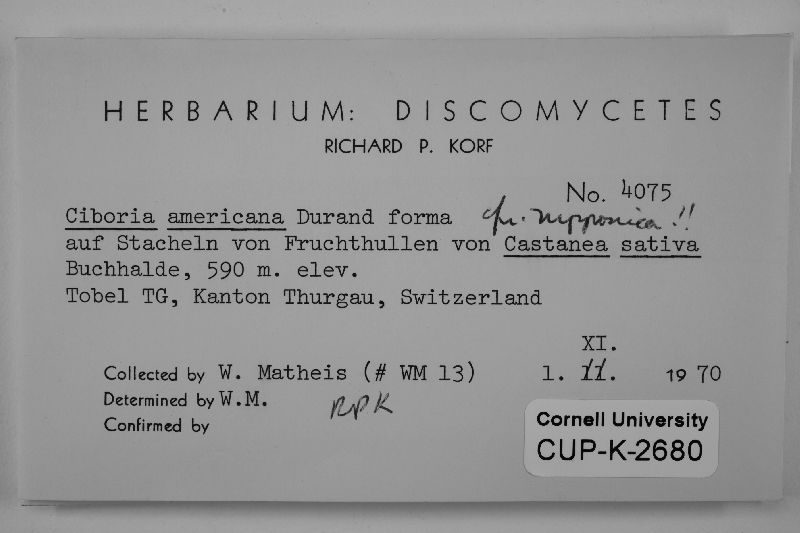 HERBARIUM: DISCOMYCETES
RICHARD P. KORF
No. 4075
Ciboria americana Durand forma cfr. nipponica!!
auf Stacheln von Fruchthullen von Castanea sativa
Buchhalde, 590 m. elev.
Tobel TG, Kanton Thurgau, Switzerland
XI.
Collected by W. Matheis (# WM 13) 1. 11. 1970
Determined by W.M. RPK
Confirmed by
Cornell University
CUP-K-2680